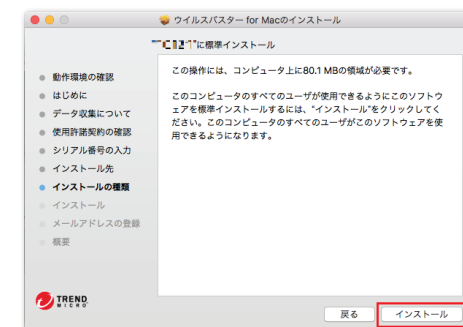 ウイルスバスター for Macのインストール
に標準インストール
動作環境の確認
はじめに
データ収集について
使用許諾契約の確認
シリアル番号の入力
インストール先
インストールの種類
インストール
メールアドレスの登録
概要
この操作には、コンピュータ上に80.1 MBの領域が必要です。
このコンピュータのすべてのユーザが使用できるようにこのソフトウ
ェアを標準インストールするには、"インストール"をクリックしてく
ださい。このコンピュータのすべてのユーザがこのソフトウェアを使
用できるようになります。
TREND
MICRO
戻る
インストール